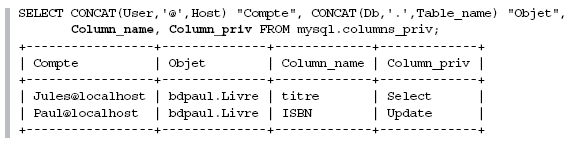 SELECT CONCAT(User,'@',Host) "Compte", CONCAT(Db,'.',Table_name) "Objet",
       Column_name, Column_priv FROM mysql.columns_priv;
+-----------------+--------------+-------------+-------------+
| Compte          | Objet        | Column_name | Column_priv |
+-----------------+--------------+-------------+-------------+
| Jules@localhost | bdpaul.Livre | titre       | Select      |
| Paul@localhost  | bdpaul.Livre | ISBN        | Update      |
+-----------------+--------------+-------------+-------------+